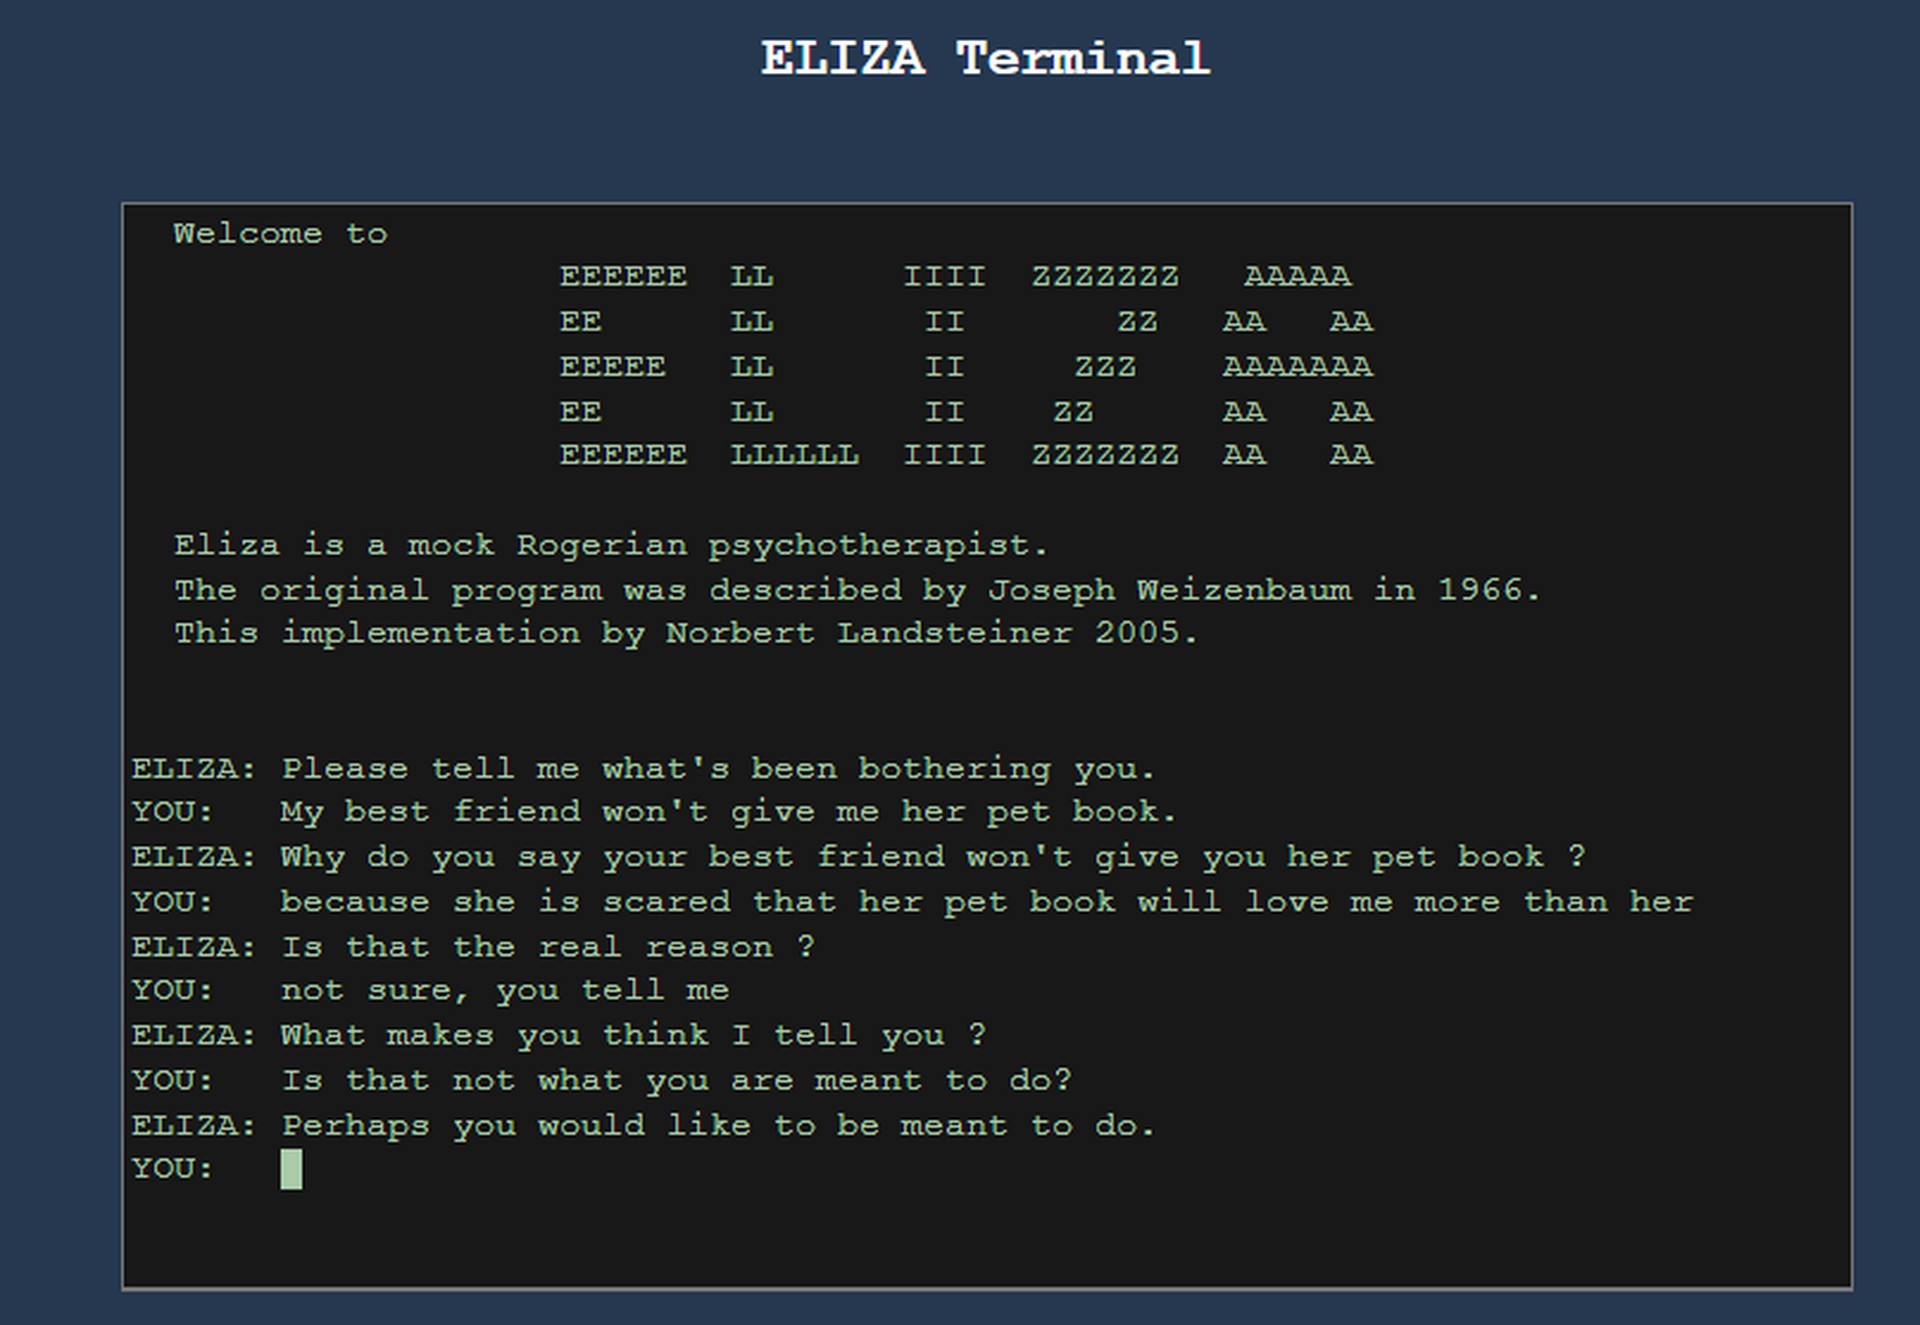 ELIZA Terminal
Welcome to
EEEEEE  LL      IIII  ZZZZZZZ   AAAAA
EE      LL       II       ZZ   AA   AA
EEEEE   LL       II     ZZZ    AAAAAAA
EE      LL       II    ZZ      AA   AA
EEEEEE  LLLLLL  IIII  ZZZZZZZ  AA   AA
Eliza is a mock Rogerian psychotherapist.
The original program was described by Joseph Weizenbaum in 1966.
This implementation by Norbert Landsteiner 2005.
ELIZA: Please tell me what's been bothering you.
YOU:   My best friend won't give me her pet book.
ELIZA: Why do you say your best friend won't give you her pet book ?
YOU:   because she is scared that her pet book will love me more than her
ELIZA: Is that the real reason ?
YOU:   not sure, you tell me
ELIZA: What makes you think I tell you ?
YOU:   Is that not what you are meant to do?
ELIZA: Perhaps you would like to be meant to do.
YOU: